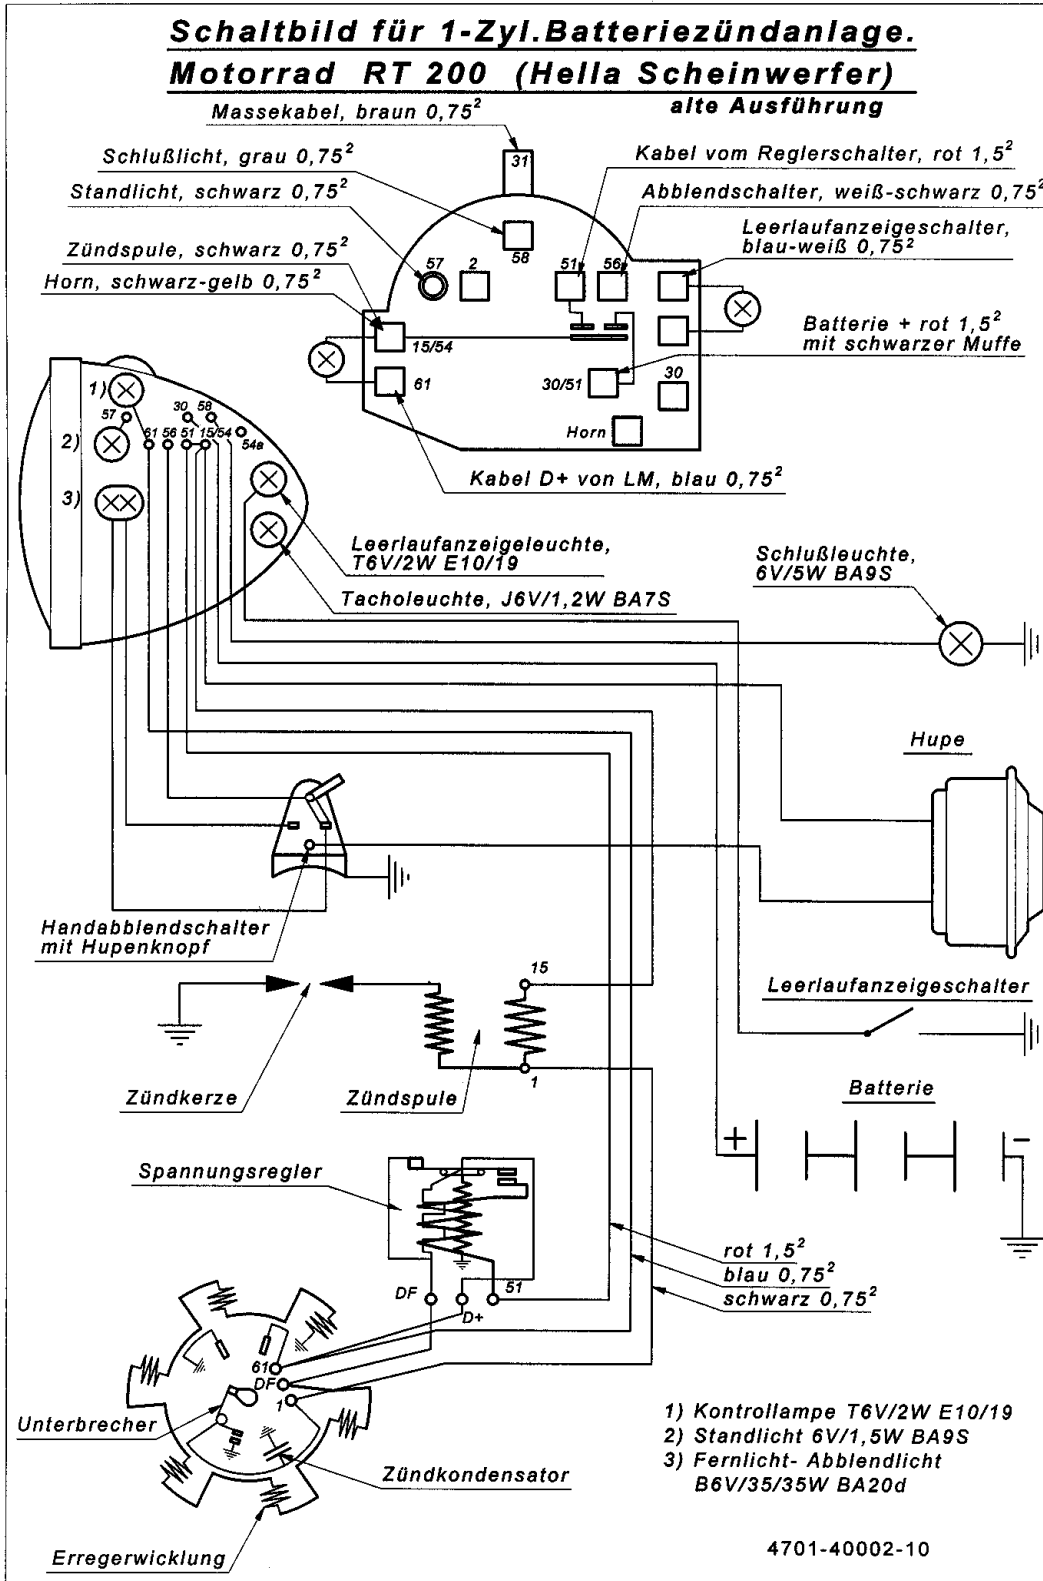 Schaltbild für 1-Zyl.Batteriezündanlage.
Motorrad RT 200 (Hella Scheinwerfer)
alte Ausführung
Massekabel, braun 0,75²
Schlußlicht, grau 0,75²
Standlicht, schwarz 0,75²
Zündspule, schwarz 0,75²
Horn, schwarz-gelb 0,75²
Kabel vom Reglerschalter, rot 1,5²
Abblendschalter, weiß-schwarz 0,75²
Leerlaufanzeigeschalter,
blau-weiß 0,75²
Batterie + rot 1,5²
mit schwarzer Muffe
31
58
57
2
51
56
15/54
61
30/51
30
Horn
Kabel D+ von LM, blau 0,75²
1)
57
2)
3)
30
58
61
56
51
15/54
54a
Leerlaufanzeigeleuchte,
T6V/2W E10/19
Tacholeuchte, J6V/1,2W BA7S
Schlußleuchte,
6V/5W BA9S
Hupe
Handabblendschalter
mit Hupenknopf
15
1
Leerlaufanzeigeschalter
Zündkerze
Zündspule
Batterie
+
-
Spannungsregler
DF
D+
51
rot 1,5²
blau 0,75²
schwarz 0,75²
61
DF
1
Unterbrecher
Zündkondensator
Erregerwicklung
1) Kontrollampe T6V/2W E10/19
2) Standlicht 6V/1,5W BA9S
3) Fernlicht- Abblendlicht
B6V/35/35W BA20d
4701-40002-10